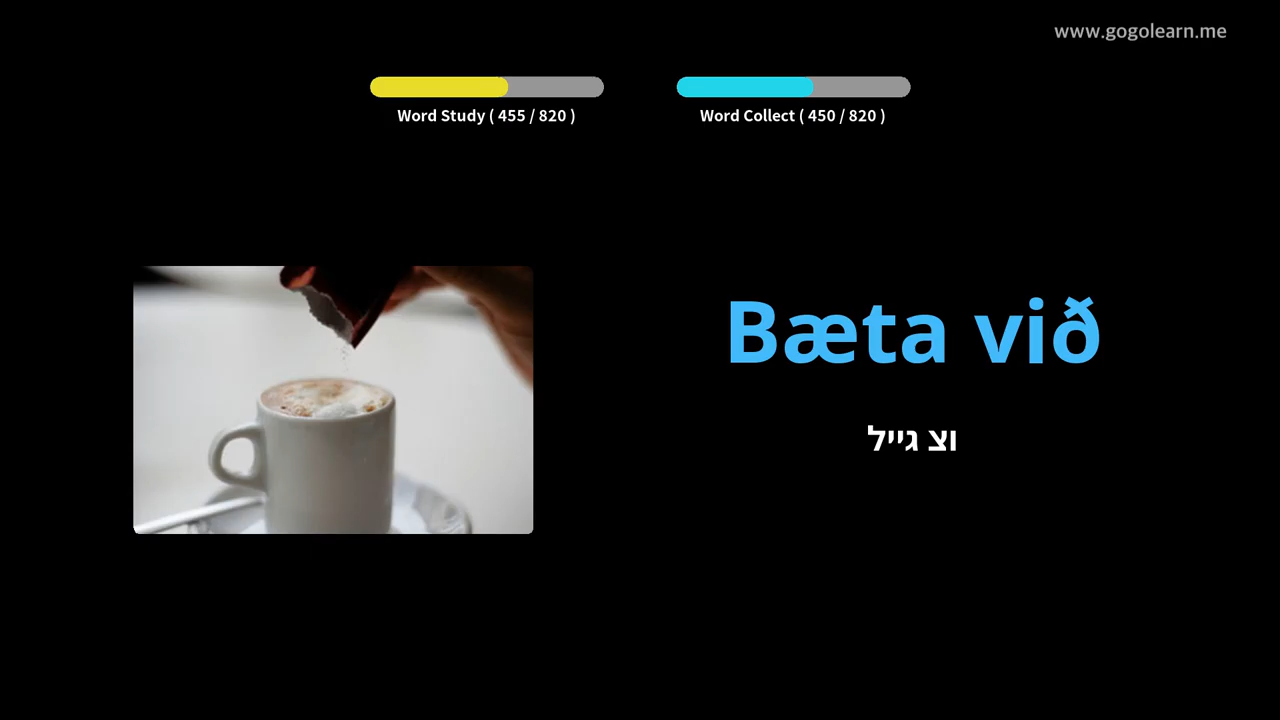 www.gogolearn.me
Word Study ( 455 / 820 )
Word Collect ( 450 / 820 )
Bæta við
וצ גייל